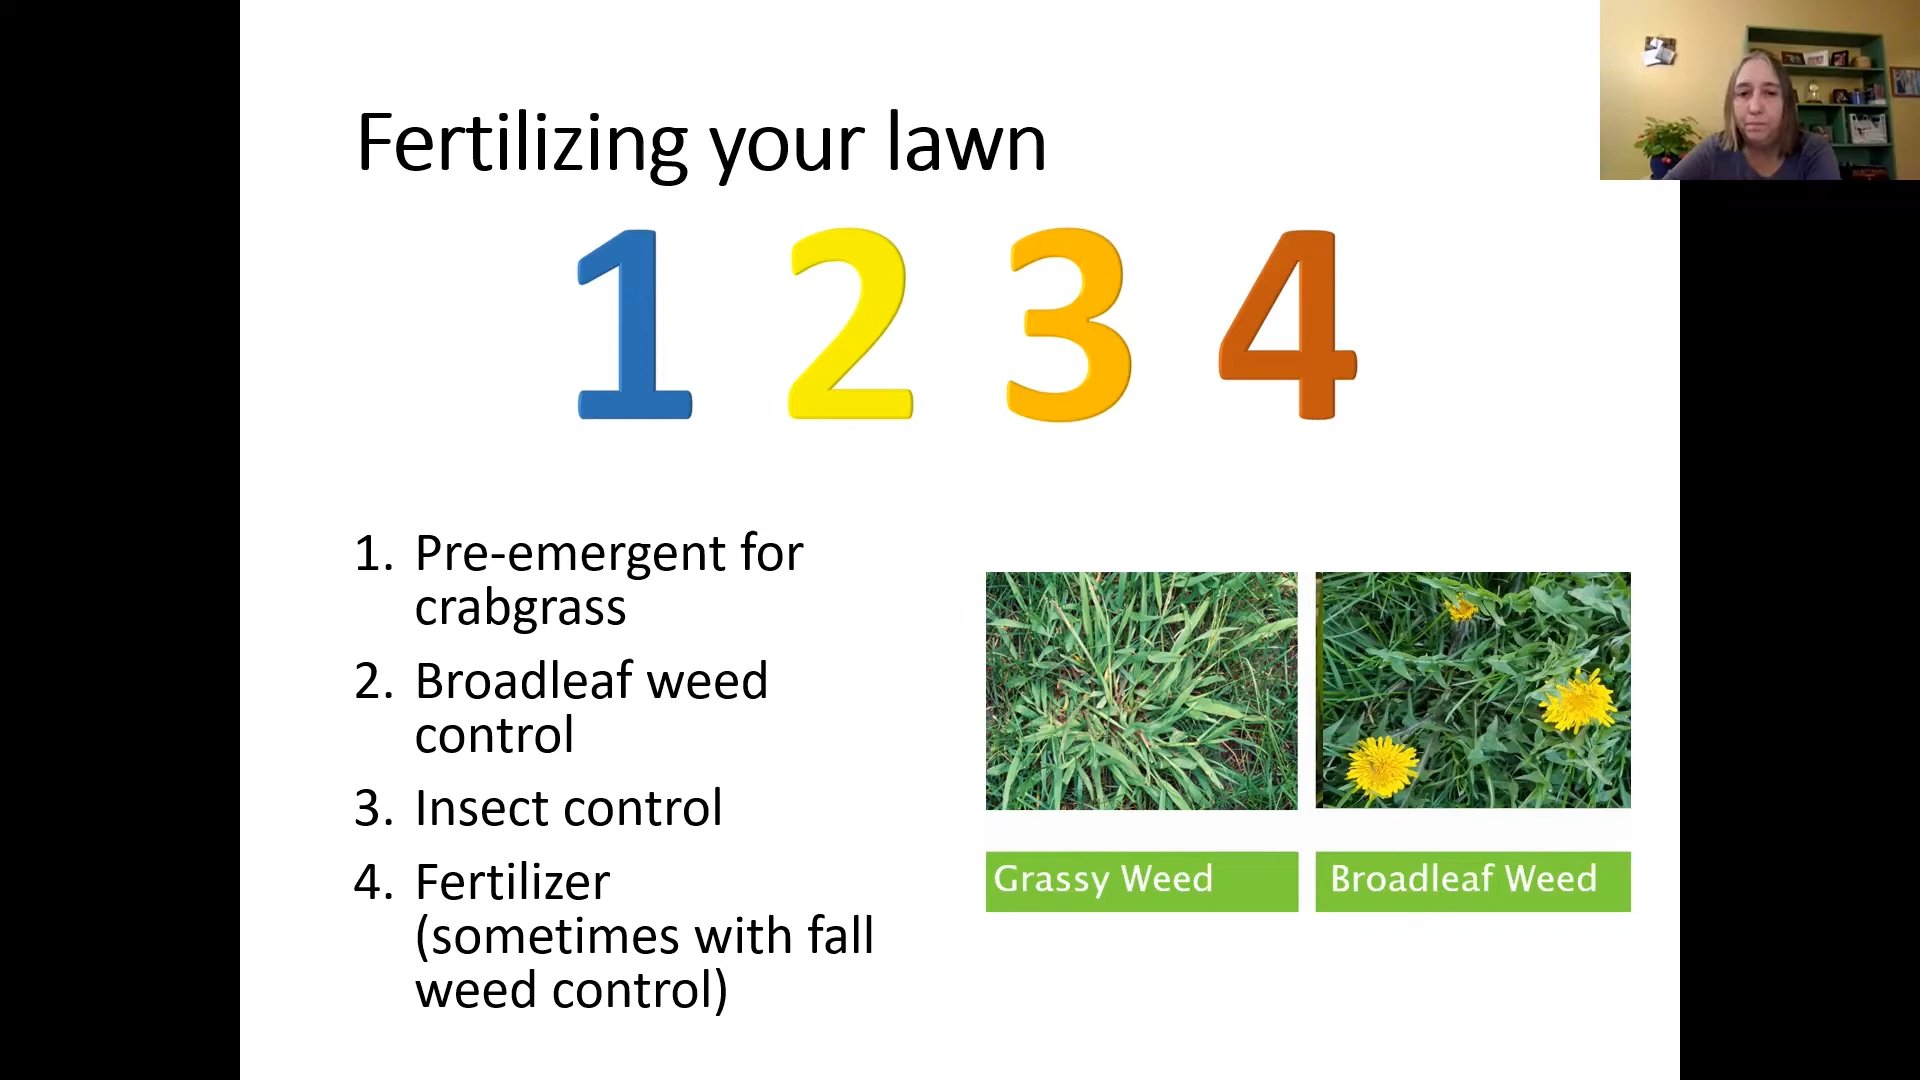 Fertilizing your lawn
1 2 3 4
1. Pre-emergent for
crabgrass
2. Broadleaf weed
control
3. Insect control
4. Fertilizer
(sometimes with fall
weed control)
Grassy Weed
Broadleaf Weed